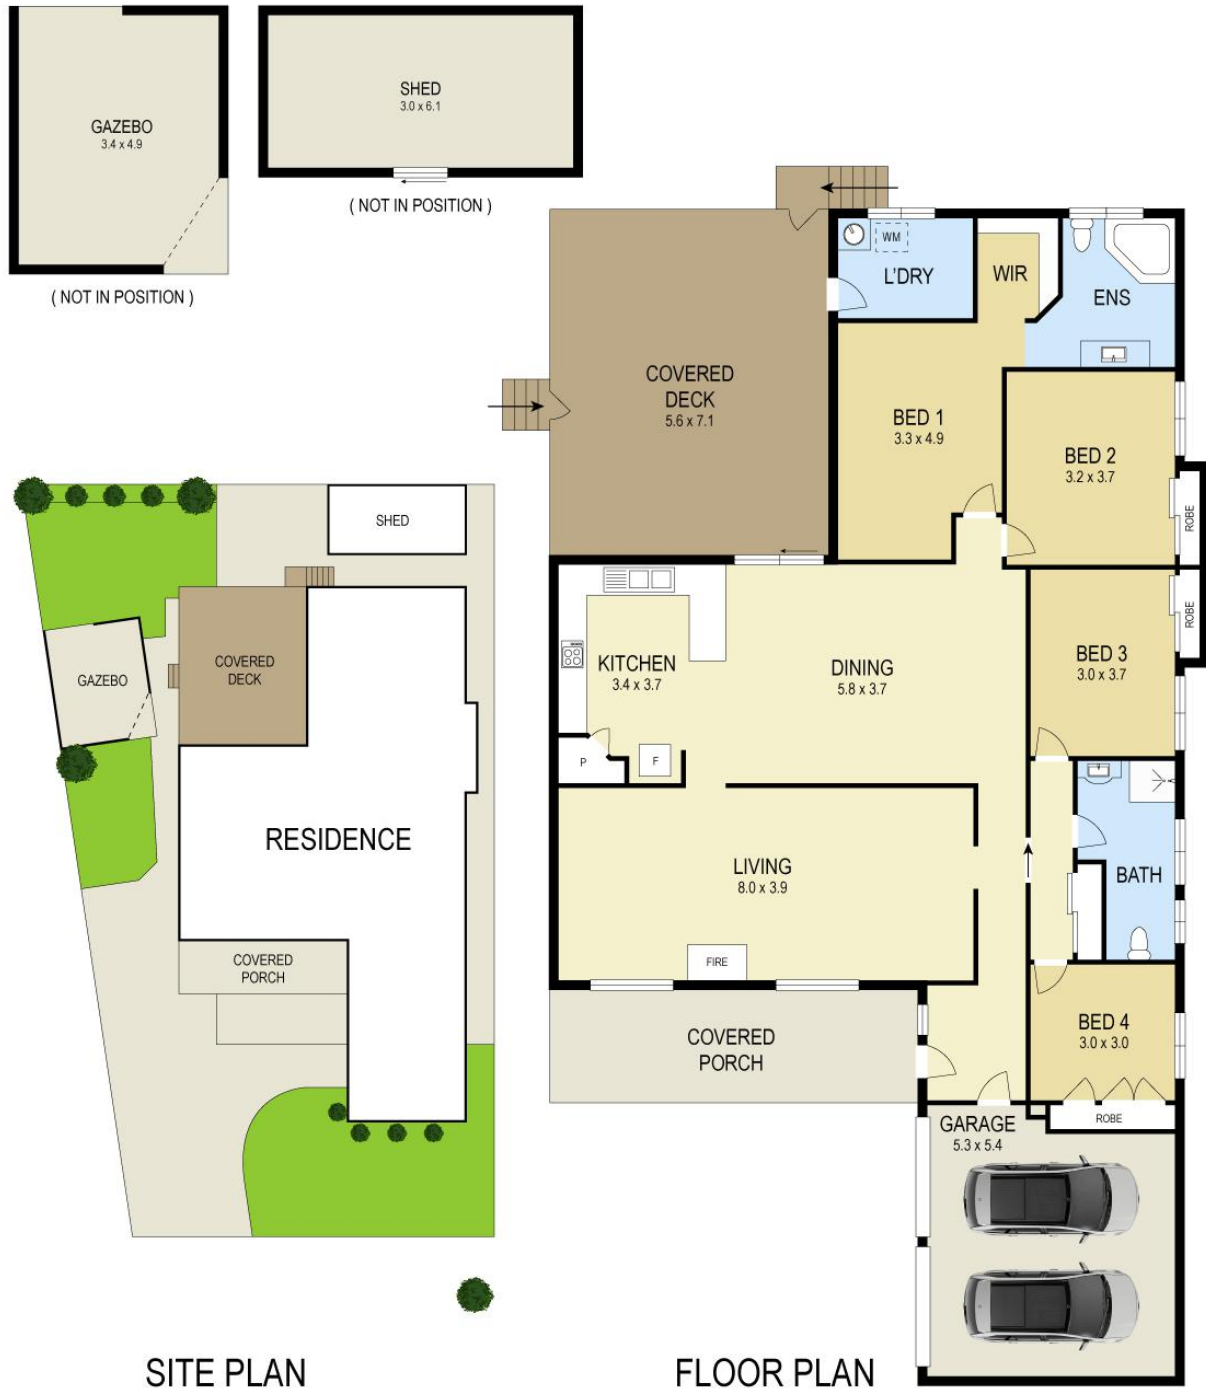 GAZEBO
3.4 x 4.9
( NOT IN POSITION )
SHED
3.0 x 6.1
( NOT IN POSITION )
COVERED
DECK
5.6 x 7.1
WM
L'DRY
WIR
ENS
BED 1
3.3 x 4.9
BED 2
3.2 x 3.7
ROBE
KITCHEN
3.4 x 3.7
DINING
5.8 x 3.7
BED 3
3.0 x 3.7
ROBE
P
F
LIVING
8.0 x 3.9
FIRE
BATH
COVERED
PORCH
BED 4
3.0 x 3.0
ROBE
GARAGE
5.3 x 5.4
FLOOR PLAN
SHED
GAZEBO
COVERED
DECK
RESIDENCE
COVERED
PORCH
SITE PLAN